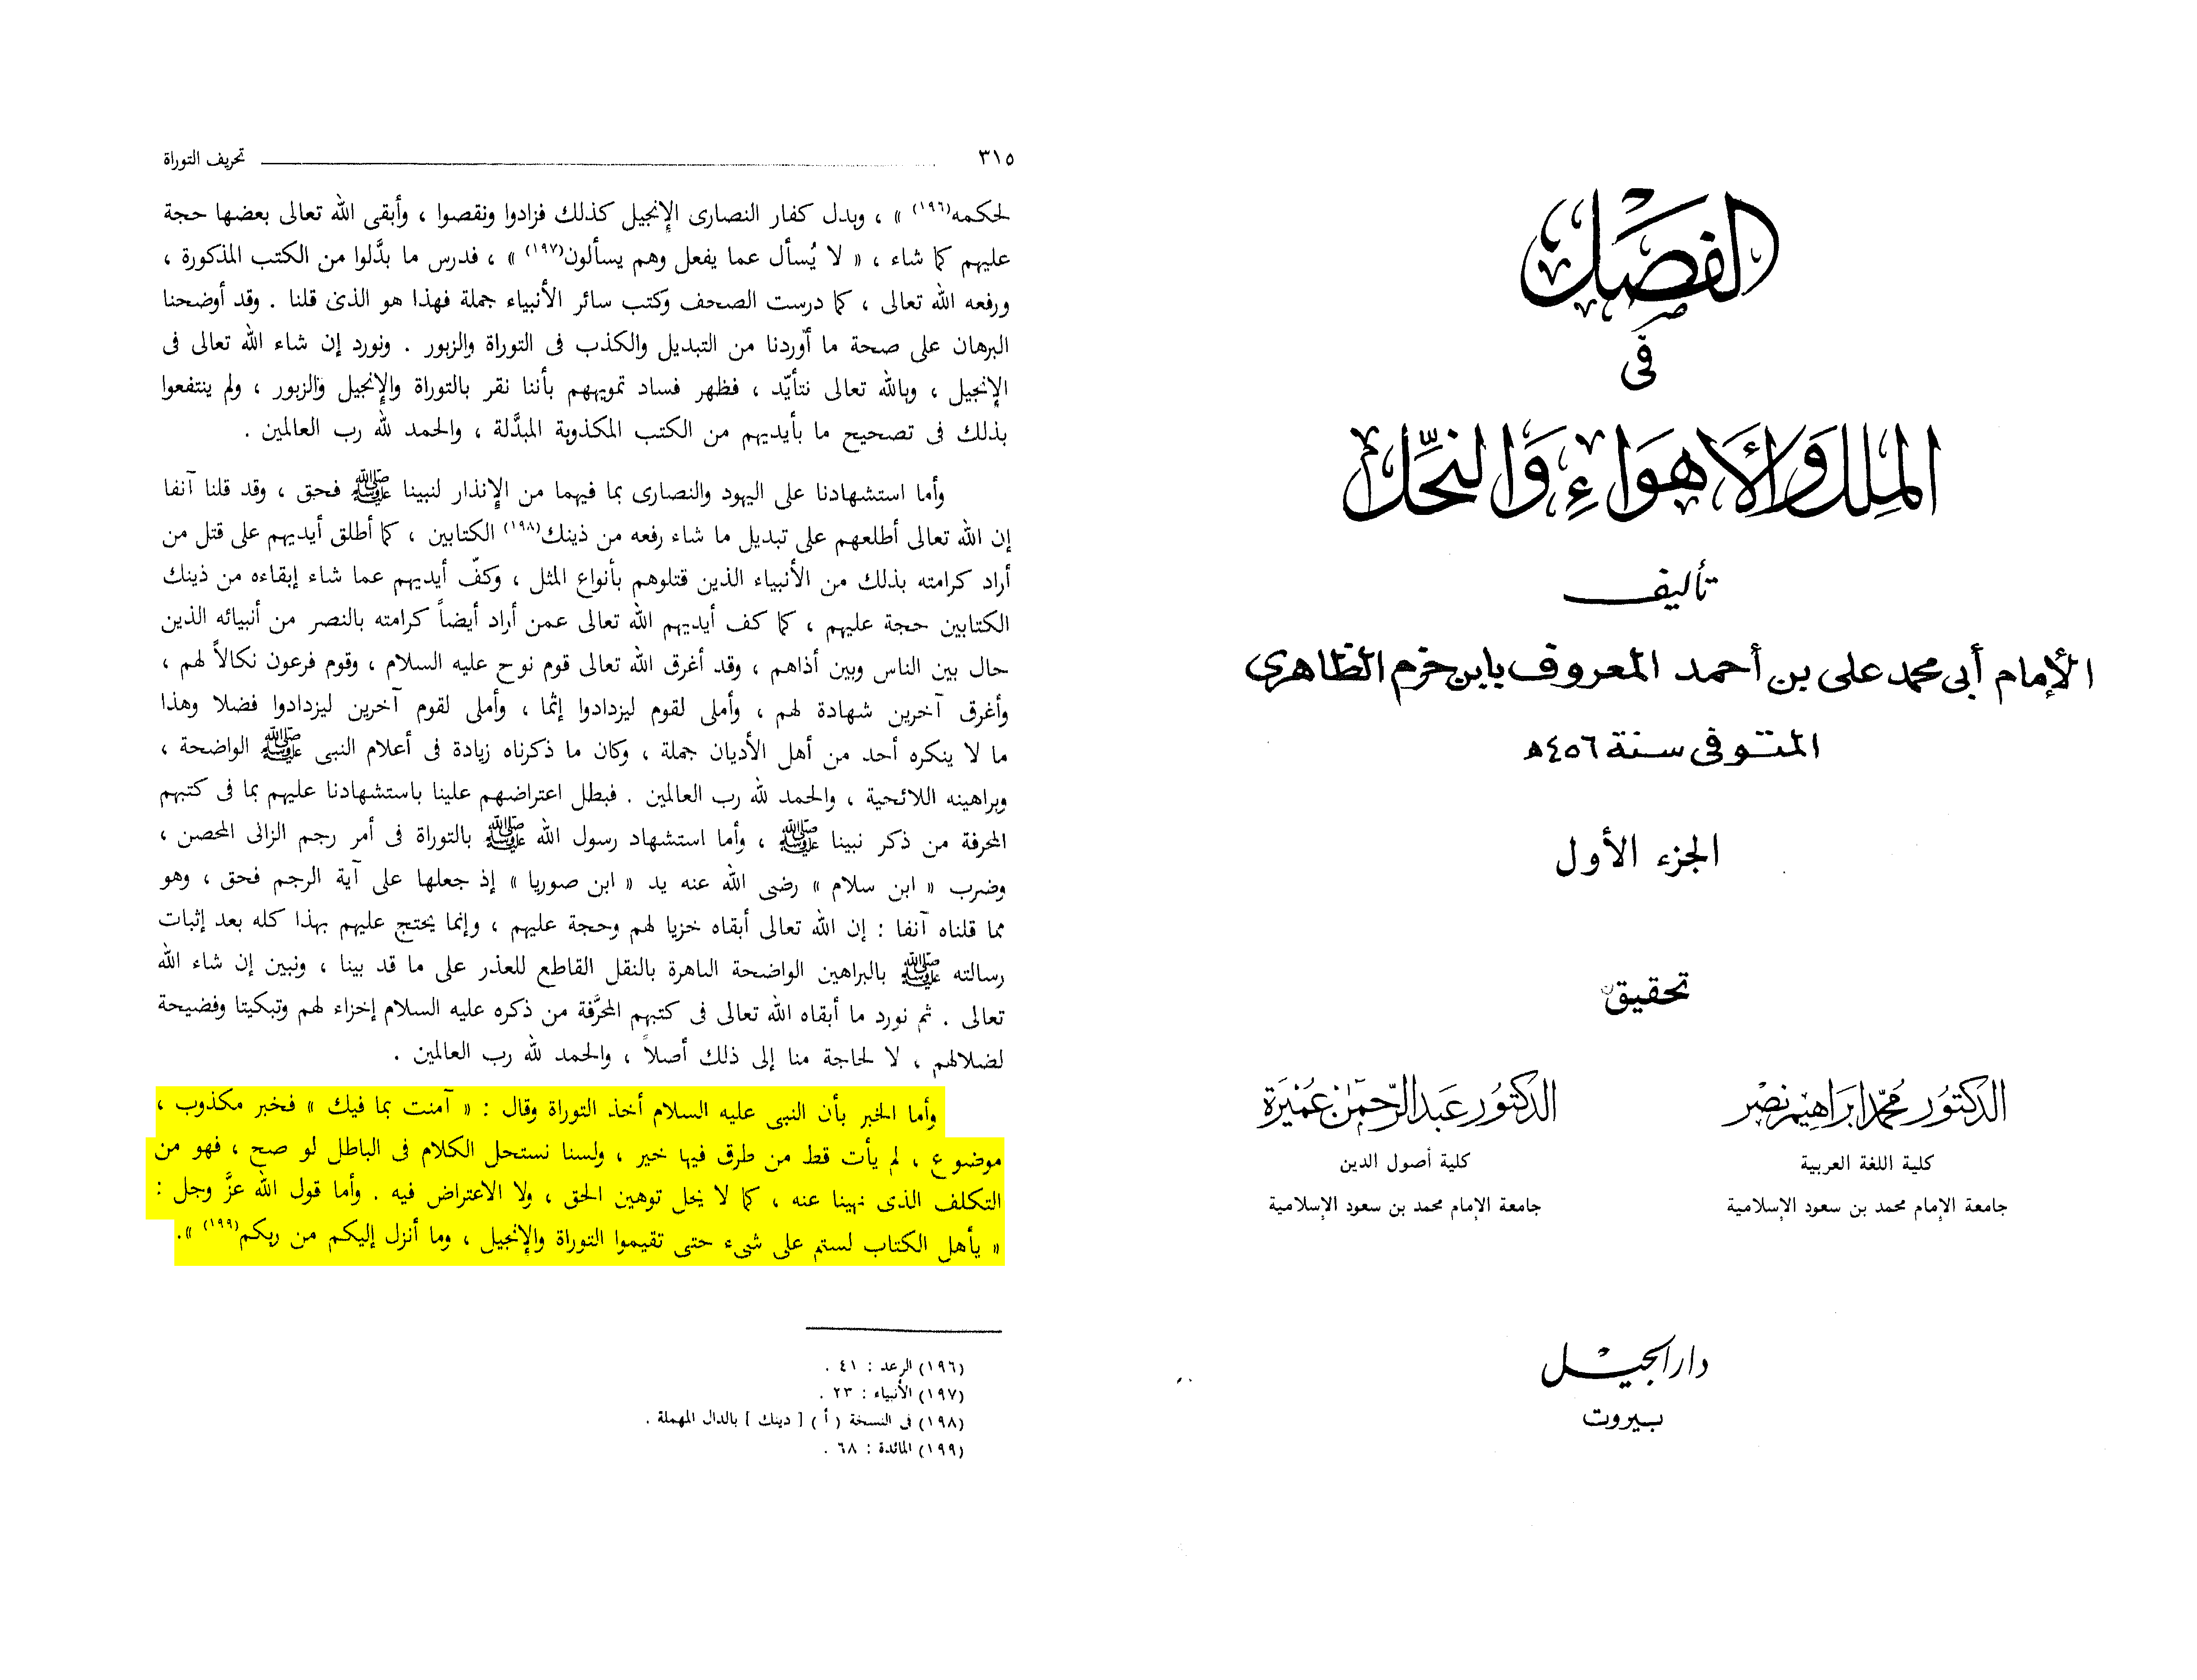 الفصل
فى
الملل والأهواء والنحل
تأليف
الإمام أبى محمد على بن أحمد المعروف بابن حزم الظاهرى
المتوفى سنة ٤٥٦ه
الجزء الأول
تحقيق
الدكتور محمد ابراهيم نصر
كلية اللغة العربية
جامعة الإمام محمد بن سعود الإسلامية
الدكتور عبد الرحمن عميرة
كلية أصول الدين
جامعة الإمام محمد بن سعود الإسلامية
دار الجيل
بيروت
٣١٥ تحريف التوراة
لحكمه(١٩٦) » ، وبدل كفار النصارى الإنجيل كذلك فزادوا ونقصوا ، وأبقى الله تعالى بعضها حجة
عليهم كما شاء ، « لا يُسأل عما يفعل وهم يسألون(١٩٧) » ، فدرس ما بدَّلوا من الكتب المذكورة ،
ورفعه الله تعالى ، كما درست الصحف وكتب سائر الأنبياء جملة فهذا هو الذى قلنا . وقد أوضحنا
البرهان على صحة ما أوردنا من التبديل والكذب فى التوراة والزبور . ونورد إن شاء الله تعالى فى
الإنجيل ، وبالله تعالى نتأيّد ، فظهر فساد تمويههم بأننا نقر بالتوراة والإنجيل والزبور ، ولم ينتفعوا
بذلك فى تصحيح ما بأيديهم من الكتب المكذوبة المبدَّلة ، والحمد لله رب العالمين .
وأما استشهادنا على اليهود والنصارى بما فيهما من الإنذار لنبينا ﷺ فحق ، وقد قلنا آنفا
إن الله تعالى أطلعهم على تبديل ما شاء رفعه من ذينك(١٩٨) الكتابين ، كما أطلق أيديهم على قتل من
أراد كرامته بذلك من الأنبياء الذين قتلوهم بأنواع المثل ، وكفّ أيديهم عما شاء إبقاءه من ذينك
الكتابين حجة عليهم ، كما كف أيديهم الله تعالى عمن أراد أيضاً كرامته بالنصر من أنبيائه الذين
حال بين الناس وبين أذاهم ، وقد أغرق الله تعالى قوم نوح عليه السلام ، وقوم فرعون نكالاً لهم ،
وأغرق آخرين شهادة لهم ، وأملى لقوم ليزدادوا إثما ، وأملى لقوم آخرين ليزدادوا فضلا وهذا
ما لا ينكره أحد من أهل الأديان جملة ، وكان ما ذكرناه زيادة فى أعلام النبى ﷺ الواضحة ،
وبراهينه اللائحية ، والحمد لله رب العالمين . فبطل اعتراضهم علينا باستشهادنا عليهم بما فى كتبهم
المحرفة من ذكر نبينا ﷺ ، وأما استشهاد رسول الله ﷺ بالتوراة فى أمر رجم الزانى المحصن ،
وضرب « ابن سلام » رضى الله عنه يد « ابن صوريا » إذ جعلها على آية الرجم فحق ، وهو
مما قلناه آنفا : إن الله تعالى أبقاه خزيا لهم وحجة عليهم ، وإنما يحتج عليهم بهذا كله بعد إثبات
رسالته ﷺ بالبراهين الواضحة الباهرة بالنقل القاطع للعذر على ما قد بينا ، ونبين إن شاء الله
تعالى . ثم نورد ما أبقاه الله تعالى فى كتبهم المحرَّفة من ذكره عليه السلام إخزاء لهم وتبكيتا وفضيحة
لضلالهم ، لا لحاجة منا إلى ذلك أصلاً ، والحمد لله رب العالمين .
وأما الخبر بأن النبى عليه السلام أخذ التوراة وقال : « آمنت بما فيك » فخبر مكذوب ،
موضوع ، لم يأت قط من طرق فيها خير ، ولسنا نستحل الكلام فى الباطل لو صح ، فهو من
التكلف الذى نهينا عنه ، كما لا يحل توهين الحق ، ولا الاعتراض فيه . وأما قول الله عزَّ وجل :
« يأهل الكتاب لستم على شىء حتى تقيموا التوراة والإنجيل ، وما أنزل إليكم من ربكم(١٩٩) ».
(١٩٦) الرعد : ٤١ .
(١٩٧) الأنبياء : ٢٣ .
(١٩٨) فى النسخة ( أ ) [ دينك ] بالدال المهملة .
(١٩٩) المائدة : ٦٨ .